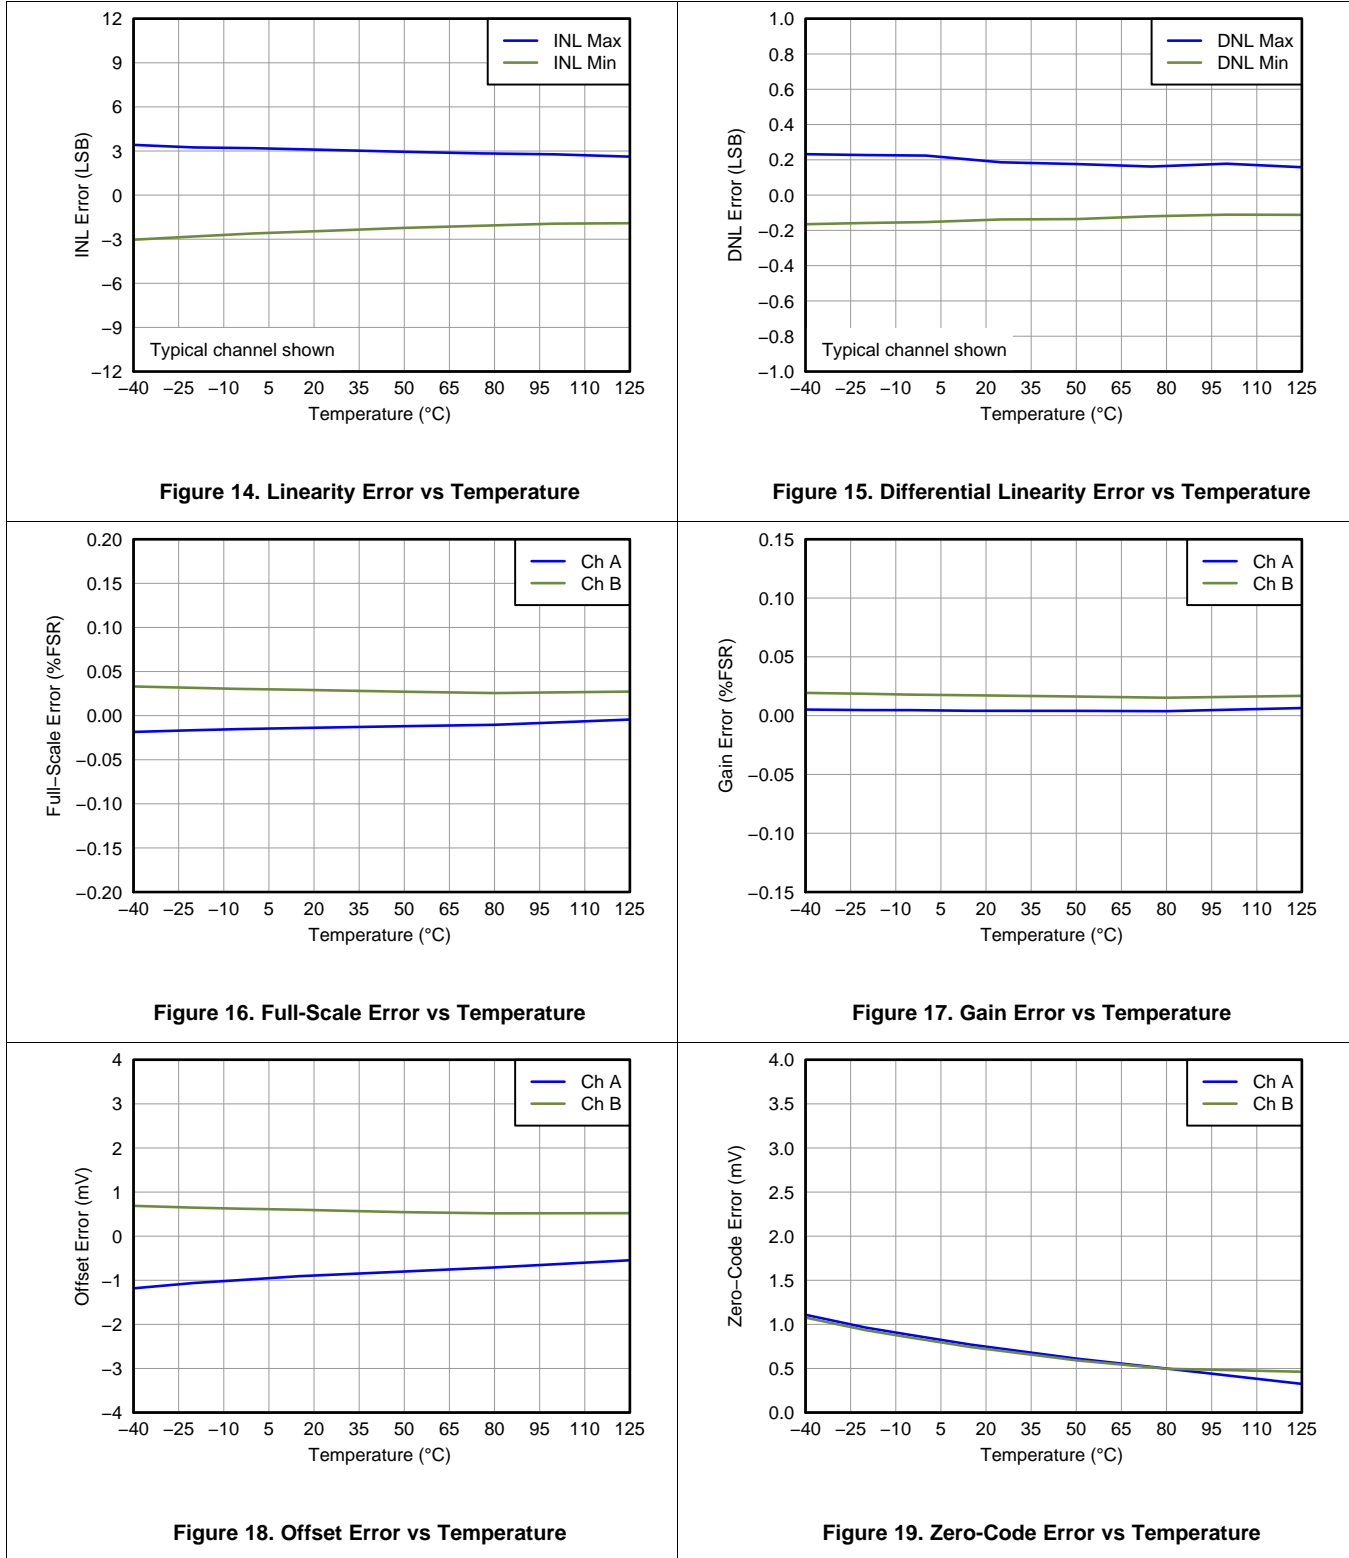 12
9
6
3
0
−3
−6
−9
−12
INL Error (LSB)
INL Max
INL Min
Typical channel shown
−40 −25 −10 5 20 35 50 65 80 95 110 125
Temperature (°C)
Figure 14. Linearity Error vs Temperature
1.0
0.8
0.6
0.4
0.2
0.0
−0.2
−0.4
−0.6
−0.8
−1.0
DNL Error (LSB)
DNL Max
DNL Min
Typical channel shown
−40 −25 −10 5 20 35 50 65 80 95 110 125
Temperature (°C)
Figure 15. Differential Linearity Error vs Temperature
0.20
0.15
0.10
0.05
0.00
−0.05
−0.10
−0.15
−0.20
Full−Scale Error (%FSR)
Ch A
Ch B
−40 −25 −10 5 20 35 50 65 80 95 110 125
Temperature (°C)
Figure 16. Full-Scale Error vs Temperature
0.15
0.10
0.05
0.00
−0.05
−0.10
−0.15
Gain Error (%FSR)
Ch A
Ch B
−40 −25 −10 5 20 35 50 65 80 95 110 125
Temperature (°C)
Figure 17. Gain Error vs Temperature
4
3
2
1
0
−1
−2
−3
−4
Offset Error (mV)
Ch A
Ch B
−40 −25 −10 5 20 35 50 65 80 95 110 125
Temperature (°C)
Figure 18. Offset Error vs Temperature
4.0
3.5
3.0
2.5
2.0
1.5
1.0
0.5
0.0
Zero−Code Error (mV)
Ch A
Ch B
−40 −25 −10 5 20 35 50 65 80 95 110 125
Temperature (°C)
Figure 19. Zero-Code Error vs Temperature